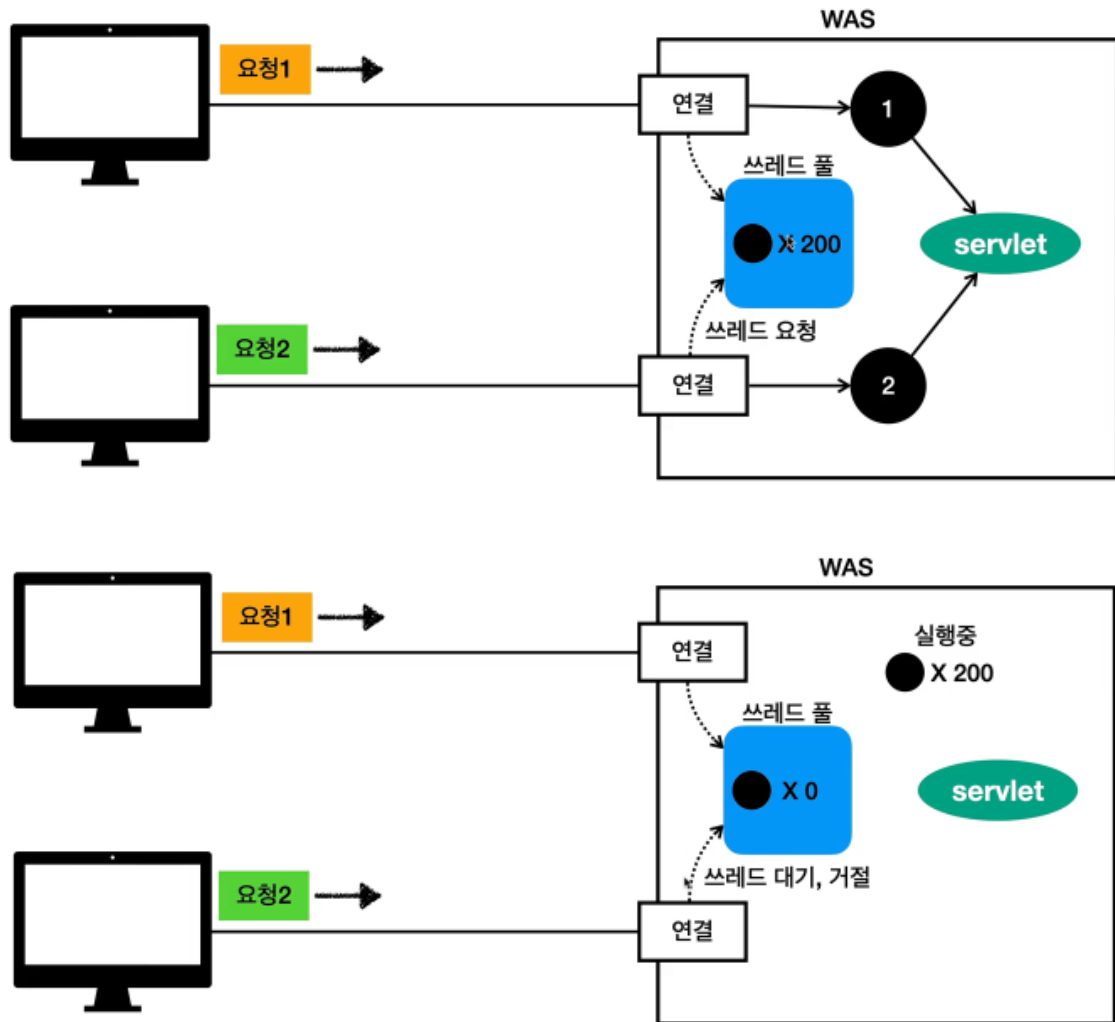 WAS
요청1
연결
1
쓰레드 풀
X 200
servlet
쓰레드 요청
요청2
연결
2
WAS
요청1
연결
실행중
X 200
쓰레드 풀
X 0
servlet
쓰레드 대기, 거절
요청2
연결